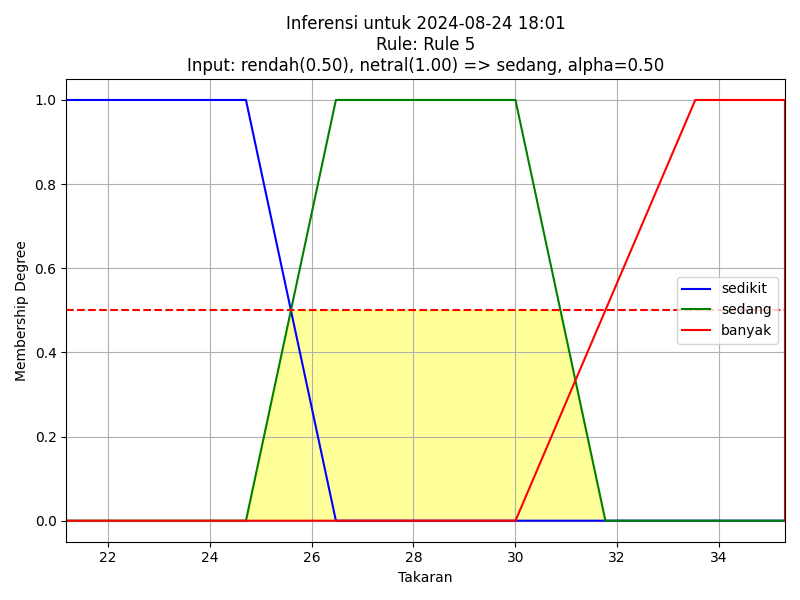 Inferensi untuk 2024-08-24 18:01
Rule: Rule 5
Input: rendah(0.50), netral(1.00) => sedang, alpha=0.50
1.0
0.8
0.6
0.4
0.2
0.0
Membership Degree
sedikit
sedang
banyak
22 24 26 28 30 32 34
Takaran